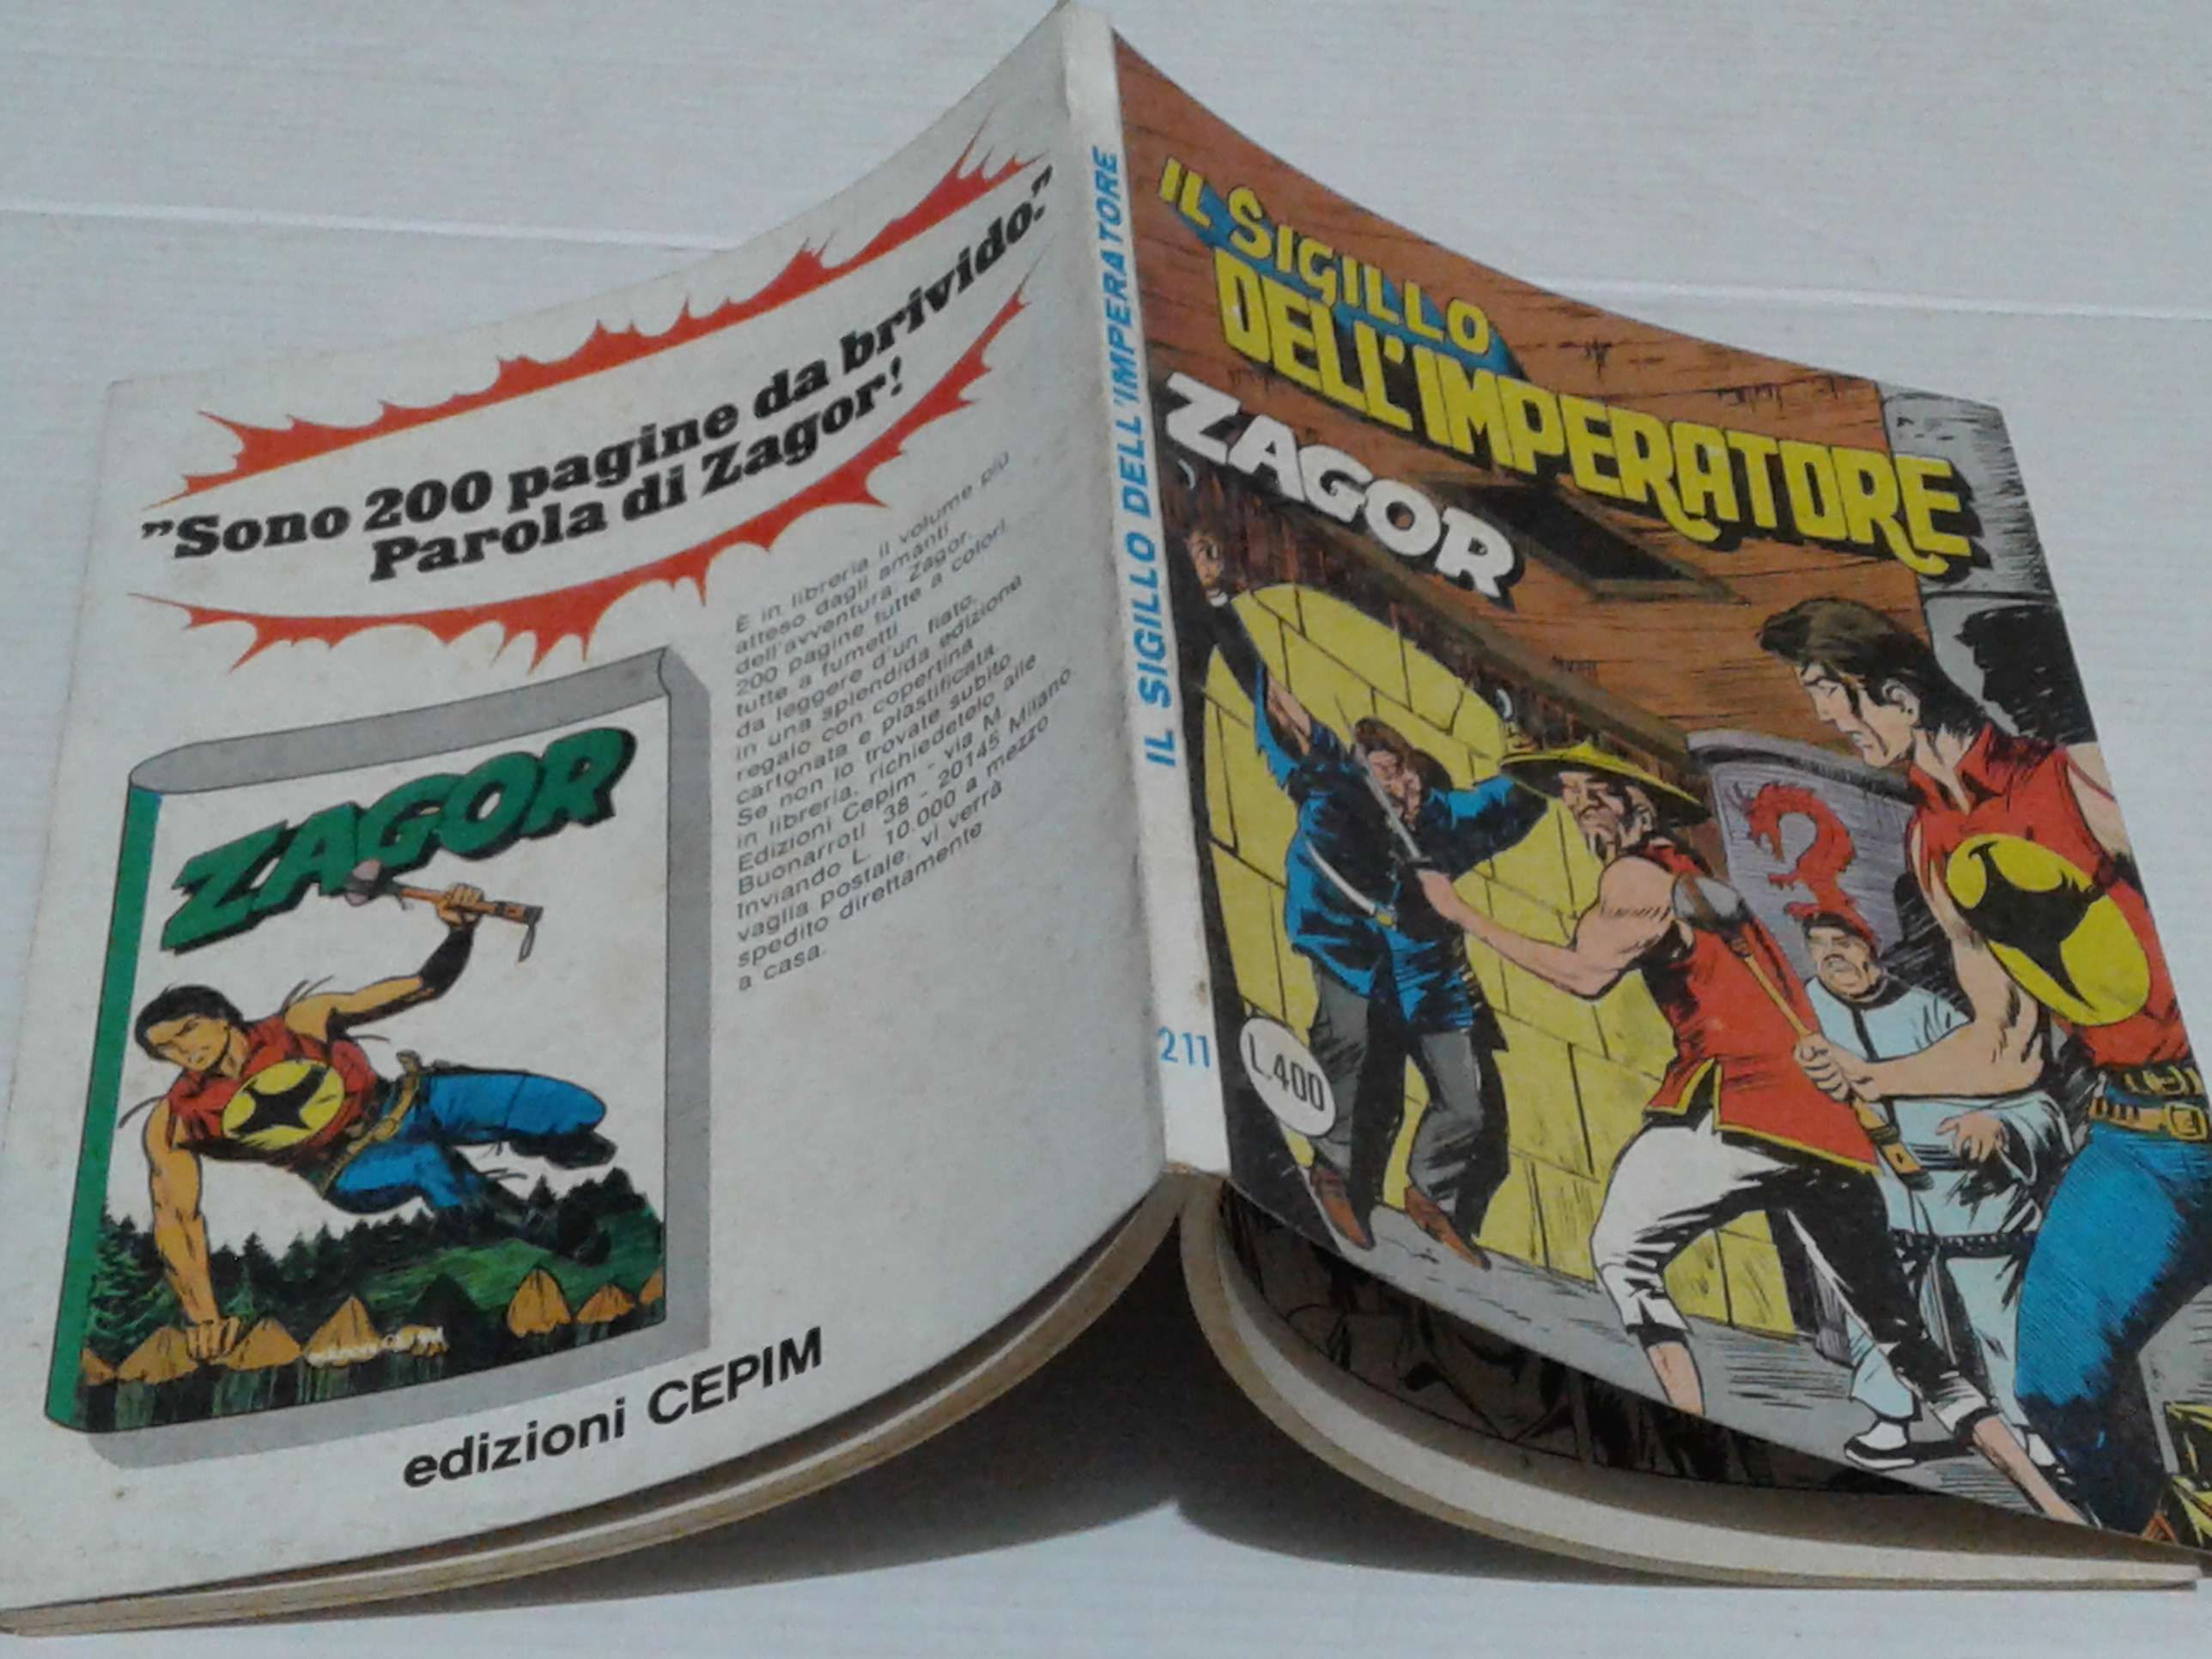 "Sono 200 pagine da brivido."
Parola di Zagor!
È in libreria il volume più
atteso dagli amanti
dell'avventura: Zagor.
200 pagine tutte a colori
tutte a fumetti
da leggere d'un fiato,
in una splendida edizione
regalo con copertina
cartonata e plastificata.
Se non lo trovate subito
in libreria, richiedetelo alle
Edizioni Cepim - via M.
Buonarroti 38 - 20145 Milano.
Inviando L. 10.000 a mezzo
vaglia postale, vi verrà
spedito direttamente
a casa.
ZAGOR
edizioni CEPIM
IL SIGILLO DELL'IMPERATORE
211
IL SIGILLO
DELL'IMPERATORE
ZAGOR
L.400